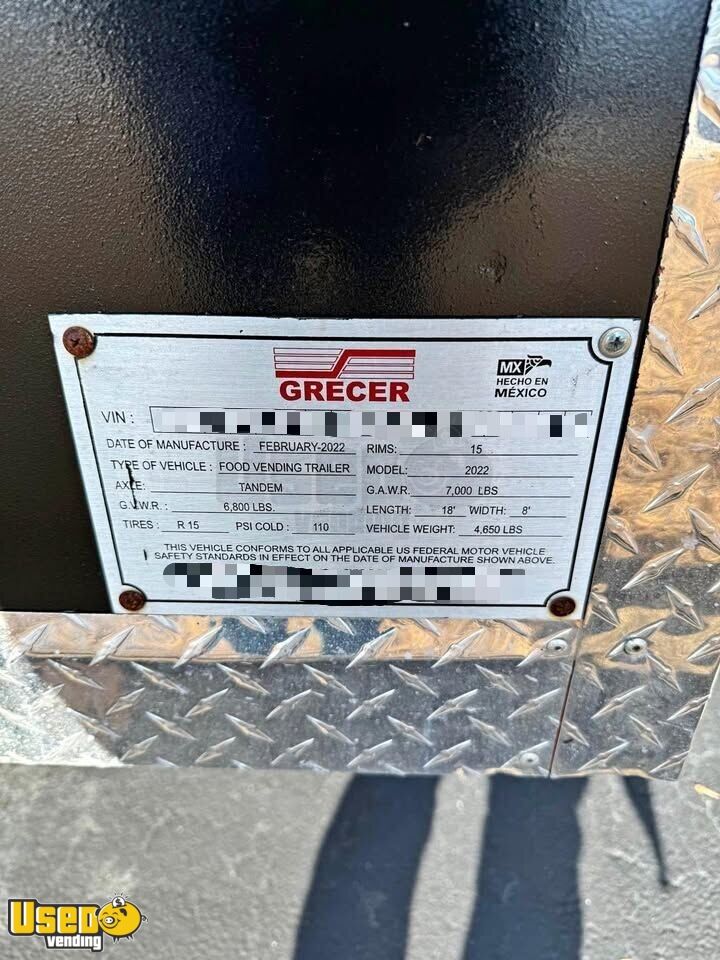 GRECER
MX
HECHO EN
MÉXICO
VIN :
DATE OF MANUFACTURE : FEBRUARY-2022 RIMS: 15
TYPE OF VEHICLE : FOOD VENDING TRAILER MODEL: 2022
AXLE: TANDEM G.A.W.R. 7,000 LBS
G.V.W.R. : 6,800 LBS. LENGTH: 18' WIDTH: 8'
TIRES : R 15 PSI COLD : 110 VEHICLE WEIGHT: 4,650 LBS
THIS VEHICLE CONFORMS TO ALL APPLICABLE US FEDERAL MOTOR VEHICLE
SAFETY STANDARDS IN EFFECT ON THE DATE OF MANUFACTURE SHOWN ABOVE.
UsedVending